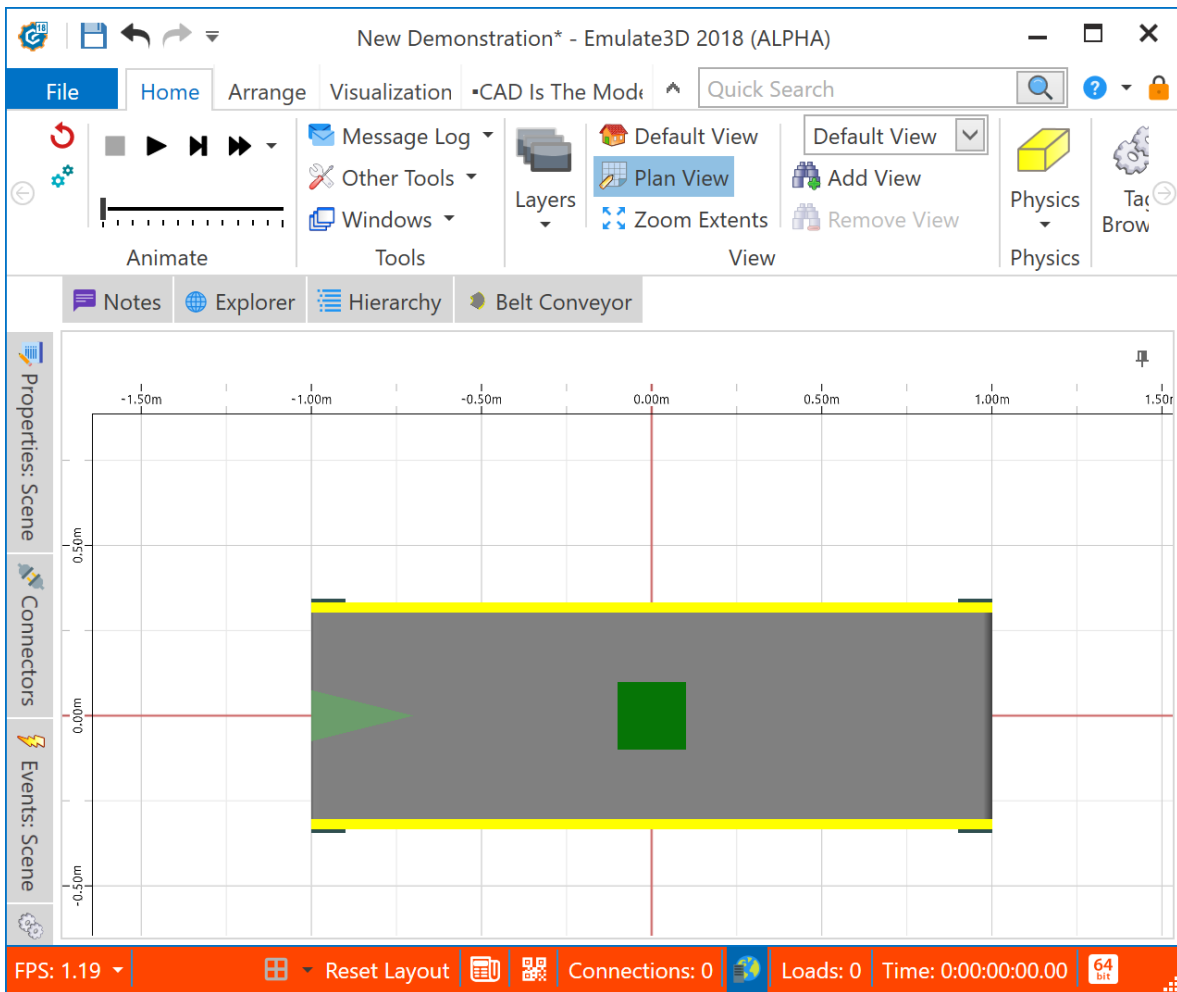 18
New Demonstration* - Emulate3D 2018 (ALPHA)
File Home Arrange Visualization ▪CAD Is The Mode Quick Search ?
Message Log Default View Default View
Other Tools Plan View Add View
Layers Physics Tag
Windows Zoom Extents Remove View Brow
Animate Tools View Physics
Notes Explorer Hierarchy Belt Conveyor
Properties: Scene
Connectors
Events: Scene
-1.50m -1.00m -0.50m 0.00m 0.50m 1.00m 1.50m
0.50m
0.00m
-0.50m
FPS: 1.19 Reset Layout Connections: 0 Loads: 0 Time: 0:00:00:00.00 64 bit